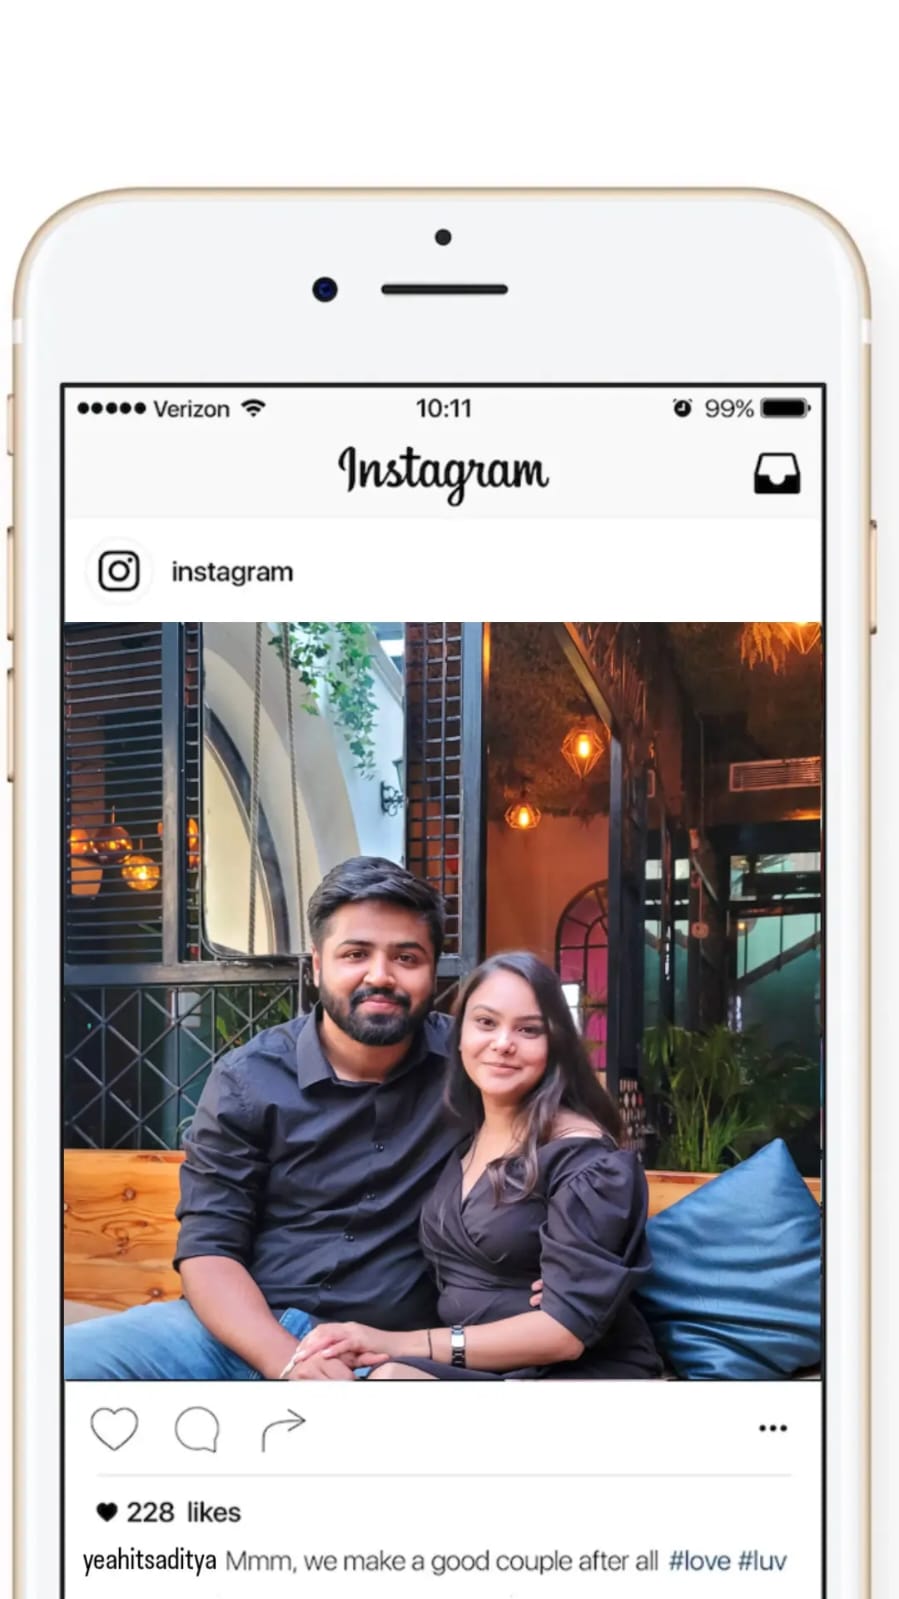 Verizon 10:11 99%
Instagram
instagram
228 likes
yeahitsaditya Mmm, we make a good couple after all #love #luv